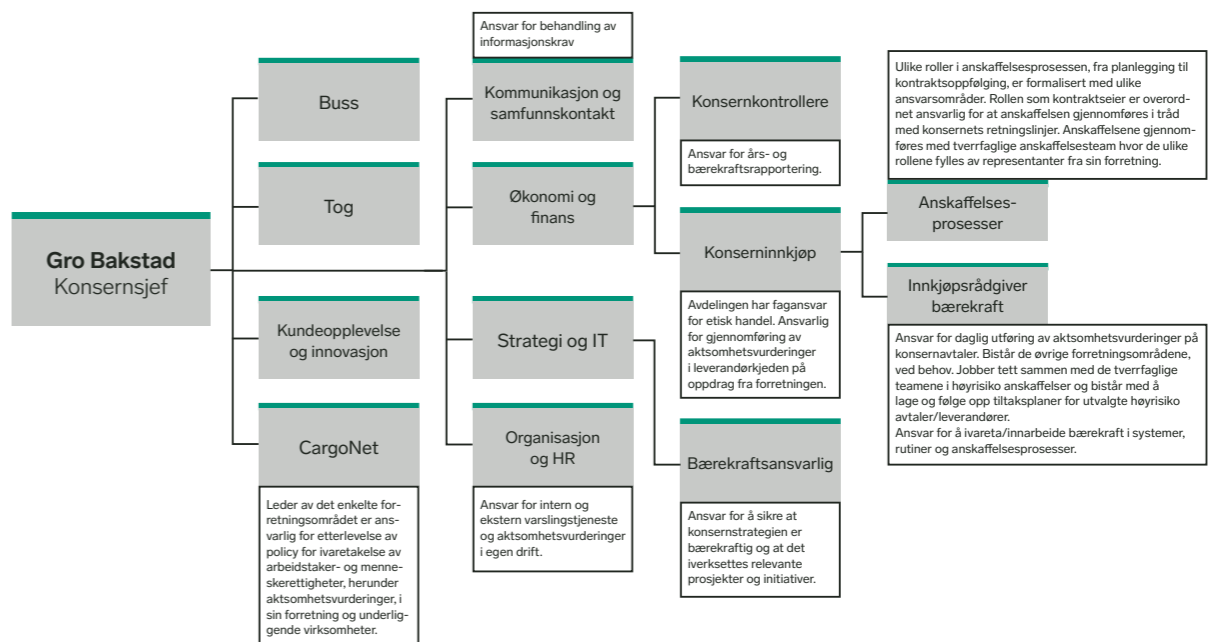 Gro Bakstad
Konsernsjef
Buss
Tog
Kundeopplevelse
og innovasjon
CargoNet
Leder av det enkelte for-
retningsområdet er ans-
varlig for etterlevelse av
policy for ivaretakelse av
arbeidstaker- og menne-
skerettigheter, herunder
aktsomhetsvurderinger, i
sin forretning og underlig-
gende virksomheter.
Ansvar for behandling av
informasjonskrav
Kommunikasjon og
samfunnskontakt
Økonomi og
finans
Strategi og IT
Organisasjon
og HR
Ansvar for intern og
ekstern varslingstjeneste
og aktsomhetsvurderinger
i egen drift.
Konsernkontrollere
Ansvar for års- og
bærekraftsrapportering.
Konserninnkjøp
Avdelingen har fagansvar
for etisk handel. Ansvarlig
for gjennomføring av
aktsomhetsvurderinger
i leverandørkjeden på
oppdrag fra forretningen.
Bærekraftsansvarlig
Ansvar for å sikre at
konsernstrategien er
bærekraftig og at det
iverksettes relevante
prosjekter og initiativer.
Ulike roller i anskaffelsesprosessen, fra planlegging til
kontraktsoppfølging, er formalisert med ulike
ansvarsområder. Rollen som kontraktseier er overord-
net ansvarlig for at anskaffelsen gjennomføres i tråd
med konsernets retningslinjer. Anskaffelsene gjennom-
føres med tverrfaglige anskaffelsesteam hvor de ulike
rollene fylles av representanter fra sin forretning.
Anskaffelses-
prosesser
Innkjøpsrådgiver
bærekraft
Ansvar for daglig utføring av aktsomhetsvurderinger på
konsernavtaler. Bistår de øvrige forretningsområdene,
ved behov. Jobber tett sammen med de tverrfaglige
teamene i høyrisiko anskaffelser og bistår med å
lage og følge opp tiltaksplaner for utvalgte høyrisiko
avtaler/leverandører.
Ansvar for å ivareta/innarbeide bærekraft i systemer,
rutiner og anskaffelsesprosesser.